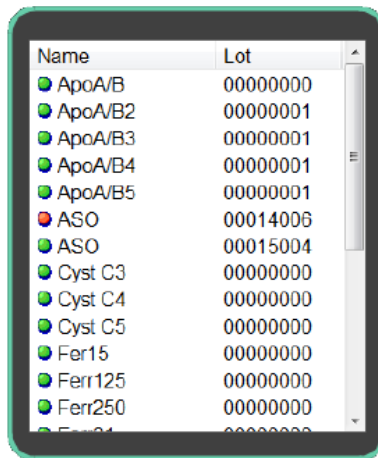 Name Lot
ApoA/B 00000000
ApoA/B2 00000001
ApoA/B3 00000001
ApoA/B4 00000001
ApoA/B5 00000001
ASO 00014006
ASO 00015004
Cyst C3 00000000
Cyst C4 00000000
Cyst C5 00000000
Fer15 00000000
Ferr125 00000000
Ferr250 00000000